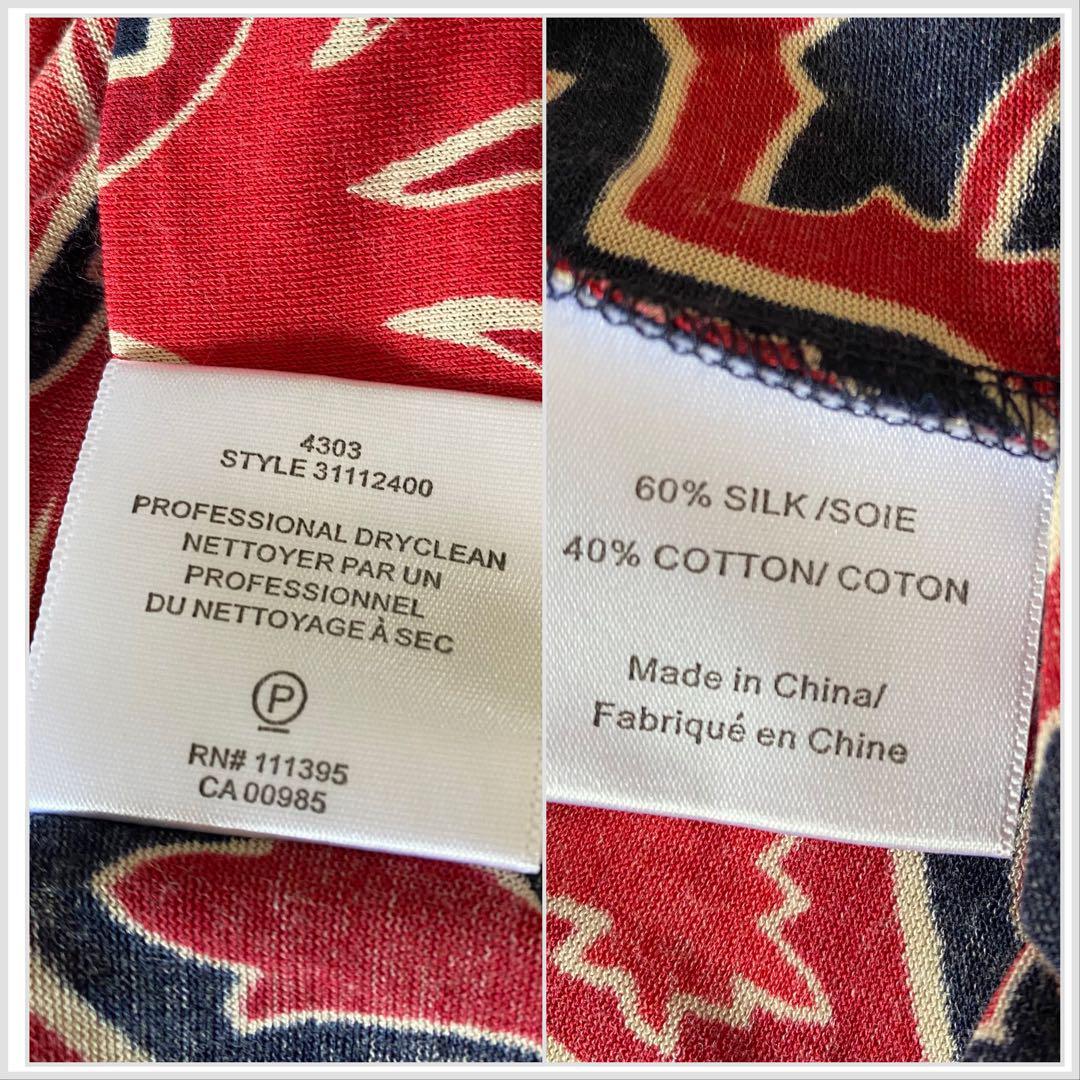 4303
STYLE 31112400
PROFESSIONAL DRYCLEAN
NETTOYER PAR UN
PROFESSIONNEL
DU NETTOYAGE À SEC
P
RN# 111395
CA 00985
60% SILK /SOIE
40% COTTON/ COTON
Made in China/
Fabriqué en Chine